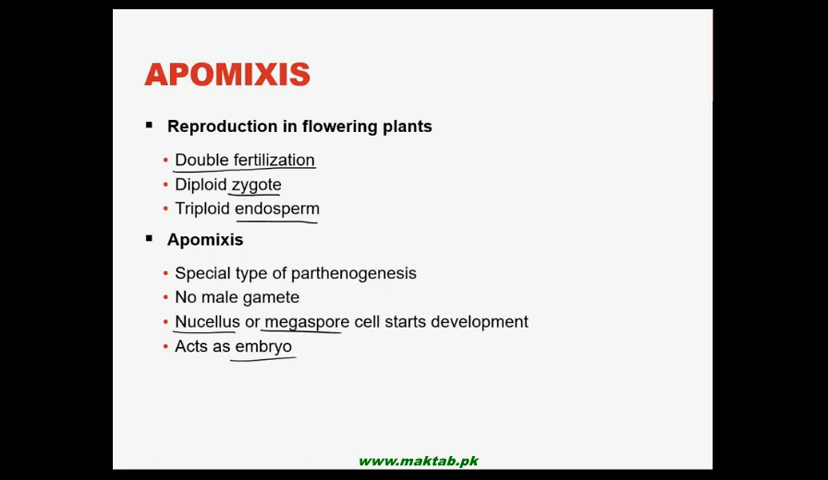 APOMIXIS
▪ Reproduction in flowering plants
• Double fertilization
• Diploid zygote
• Triploid endosperm
▪ Apomixis
• Special type of parthenogenesis
• No male gamete
• Nucellus or megaspore cell starts development
• Acts as embryo
www.maktab.pk